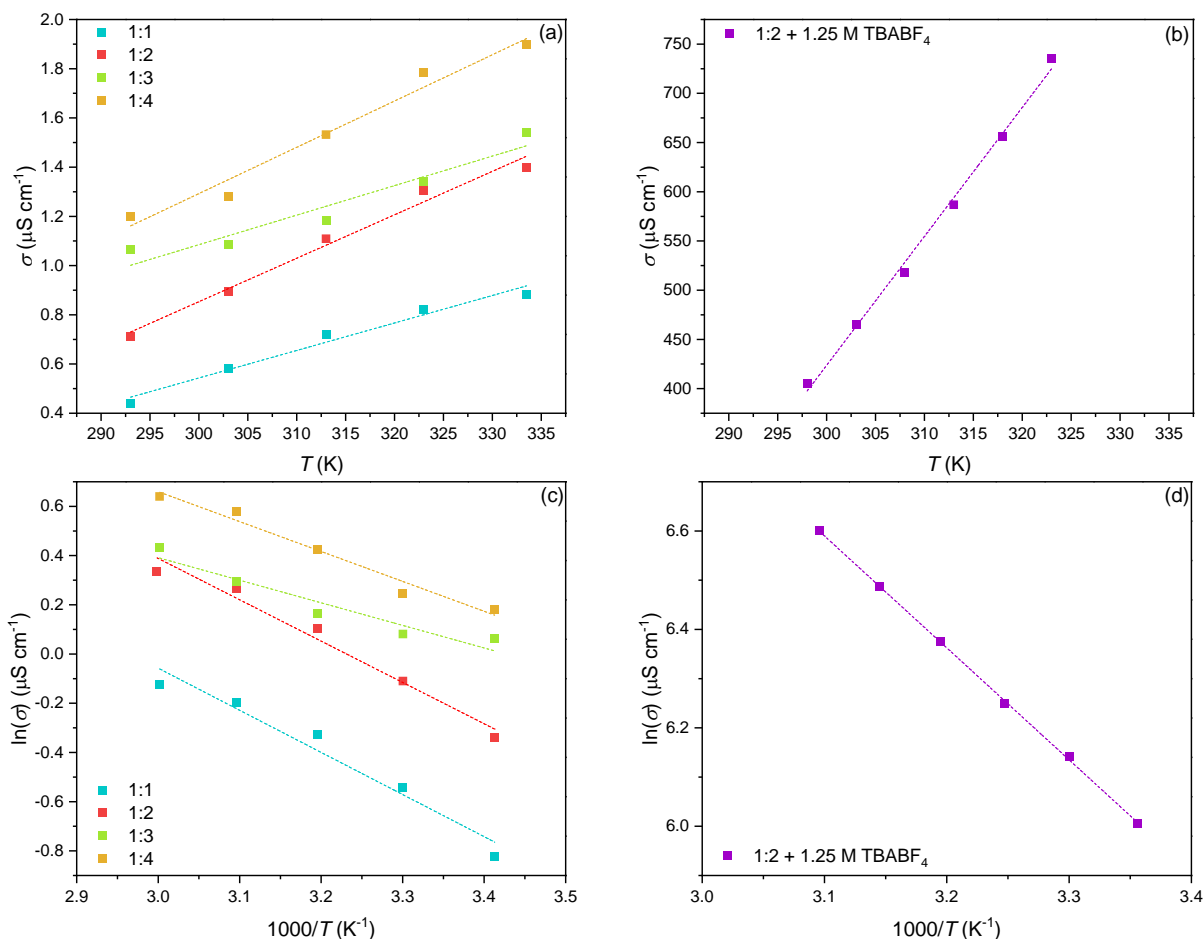 (a)
1:1
1:2
1:3
1:4
2.0
1.8
1.6
1.4
1.2
1.0
0.8
0.6
0.4
σ (μS cm⁻¹)
290 295 300 305 310 315 320 325 330 335
T (K)
(b)
1:2 + 1.25 M TBABF₄
750
700
650
600
550
500
450
400
σ (μS cm⁻¹)
290 295 300 305 310 315 320 325 330 335
T (K)
(c)
0.6
0.4
0.2
0.0
-0.2
-0.4
-0.6
-0.8
ln(σ) (μS cm⁻¹)
1:1
1:2
1:3
1:4
2.9 3.0 3.1 3.2 3.3 3.4 3.5
1000/T (K⁻¹)
(d)
6.6
6.4
6.2
6.0
ln(σ) (μS cm⁻¹)
1:2 + 1.25 M TBABF₄
3.0 3.1 3.2 3.3 3.4
1000/T (K⁻¹)